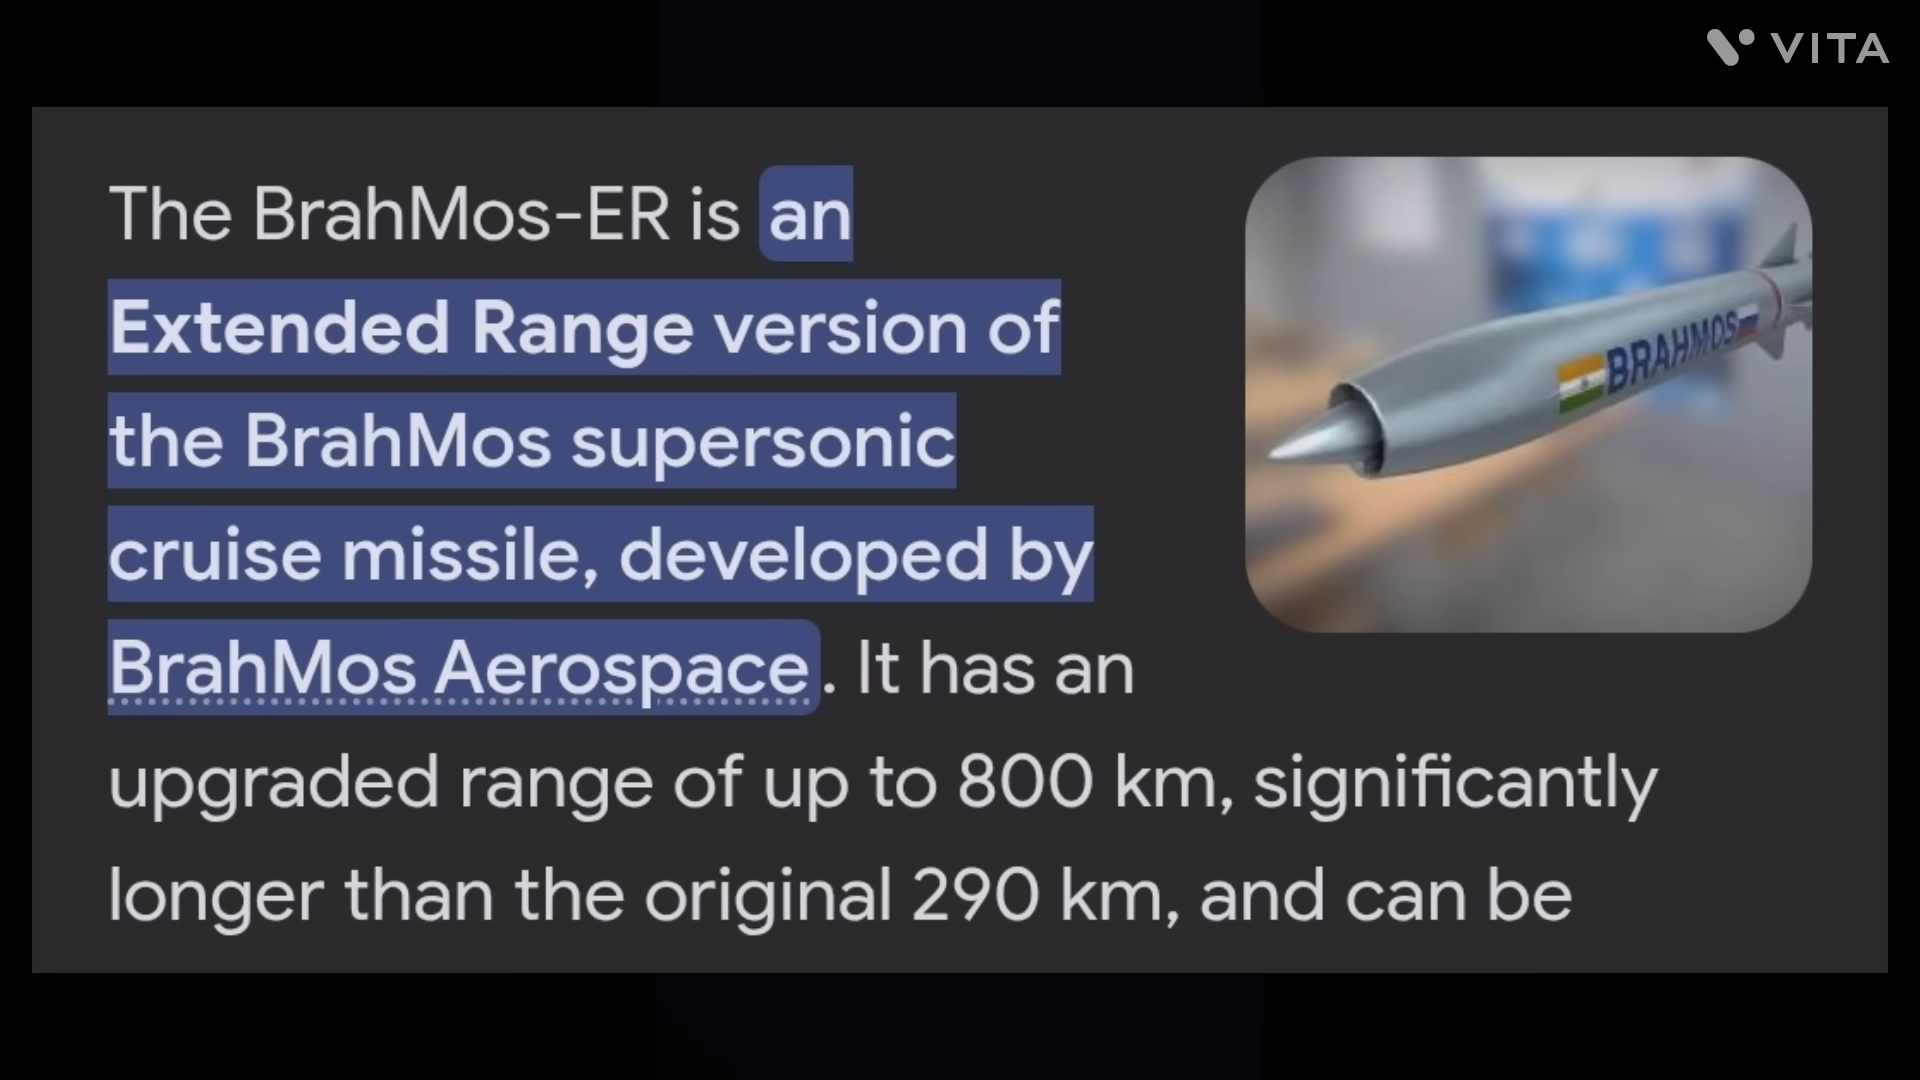 VITA
The BrahMos-ER is an
Extended Range version of
the BrahMos supersonic
cruise missile, developed by
BrahMos Aerospace. It has an
upgraded range of up to 800 km, significantly
longer than the original 290 km, and can be
BRAHMOS